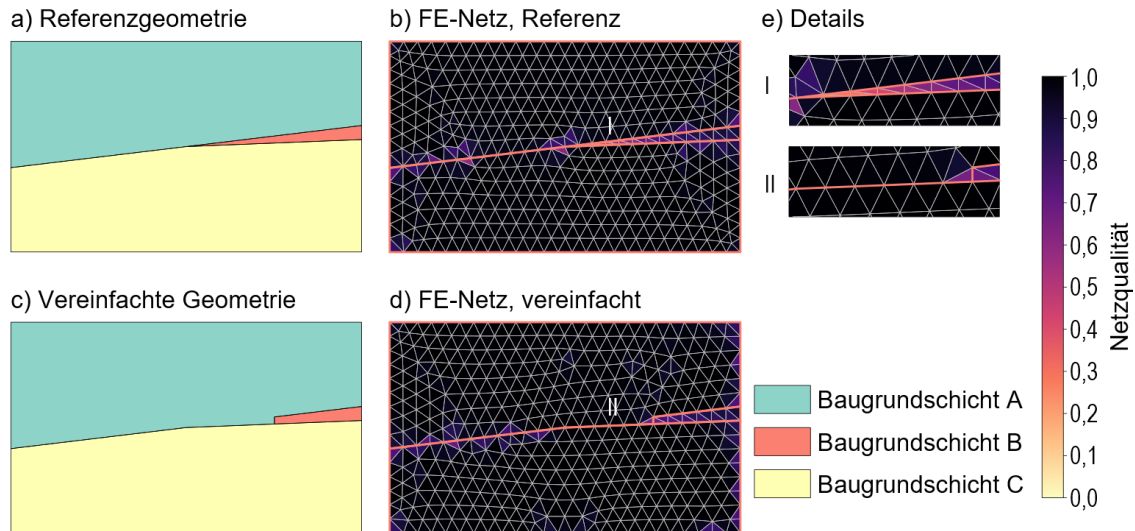 a) Referenzgeometrie
b) FE-Netz, Referenz
e) Details
I
I
II
c) Vereinfachte Geometrie
d) FE-Netz, vereinfacht
II
Baugrundschicht A
Baugrundschicht B
Baugrundschicht C
1,0
0,9
0,8
0,7
0,6
0,5
0,4
0,3
0,2
0,1
0,0
Netzqualität